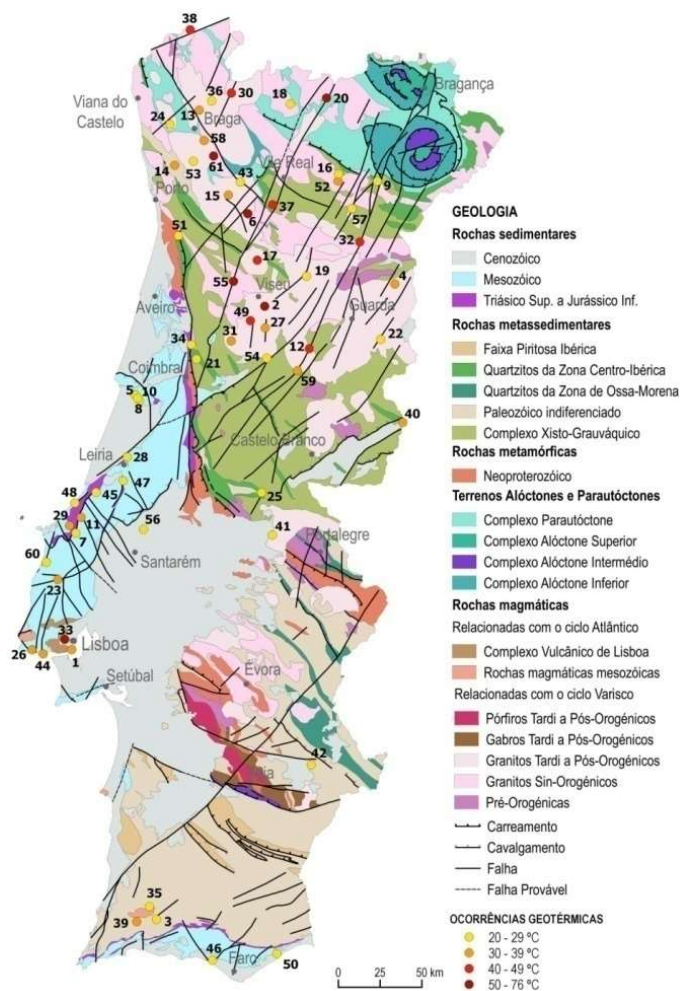 38
Bragança
36
30
18
20
Viana do
Castelo
13
24
Braga
58
61
Vila Real
14
53
43
16
52
9
Porto
15
6
37
57
51
32
17
19
4
55
Viseu
Aveiro
2
49
27
Guarda
31
22
34
12
54
Coimbra
21
59
5
10
8
40
Castelo Branco
Leiria
28
47
45
25
48
29
11
56
41
7
Portalegre
60
Santarém
23
33
Lisboa
26
44
1
Setúbal
Évora
42
35
39
3
46
Faro
50
0
25
50 km
GEOLOGIA
Rochas sedimentares
Cenozóico
Mesozóico
Triásico Sup. a Jurássico Inf.
Rochas metassedimentares
Faixa Piritosa Ibérica
Quartzitos da Zona Centro-Ibérica
Quartzitos da Zona de Ossa-Morena
Paleozóico indiferenciado
Complexo Xisto-Grauváquico
Rochas metamórficas
Neoproterozóico
Terrenos Alóctones e Parautóctones
Complexo Parautóctone
Complexo Alóctone Superior
Complexo Alóctone Intermédio
Complexo Alóctone Inferior
Rochas magmáticas
Relacionadas com o ciclo Atlântico
Complexo Vulcânico de Lisboa
Rochas magmáticas mesozóicas
Relacionadas com o ciclo Varisco
Pórfiros Tardi a Pós-Orogénicos
Gabros Tardi a Pós-Orogénicos
Granitos Tardi a Pós-Orogénicos
Granitos Sin-Orogénicos
Pré-Orogénicas
Carreamento
Cavalgamento
Falha
Falha Provável
OCORRÊNCIAS GEOTÉRMICAS
20 - 29 ºC
30 - 39 ºC
40 - 49 ºC
50 - 76 ºC